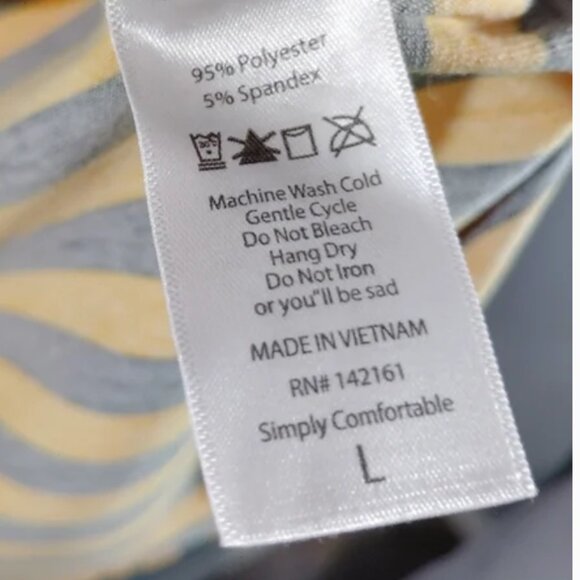 95% Polyester
5% Spandex
30°C
Machine Wash Cold
Gentle Cycle
Do Not Bleach
Hang Dry
Do Not Iron
or you"ll be sad
MADE IN VIETNAM
RN# 142161
Simply Comfortable
L